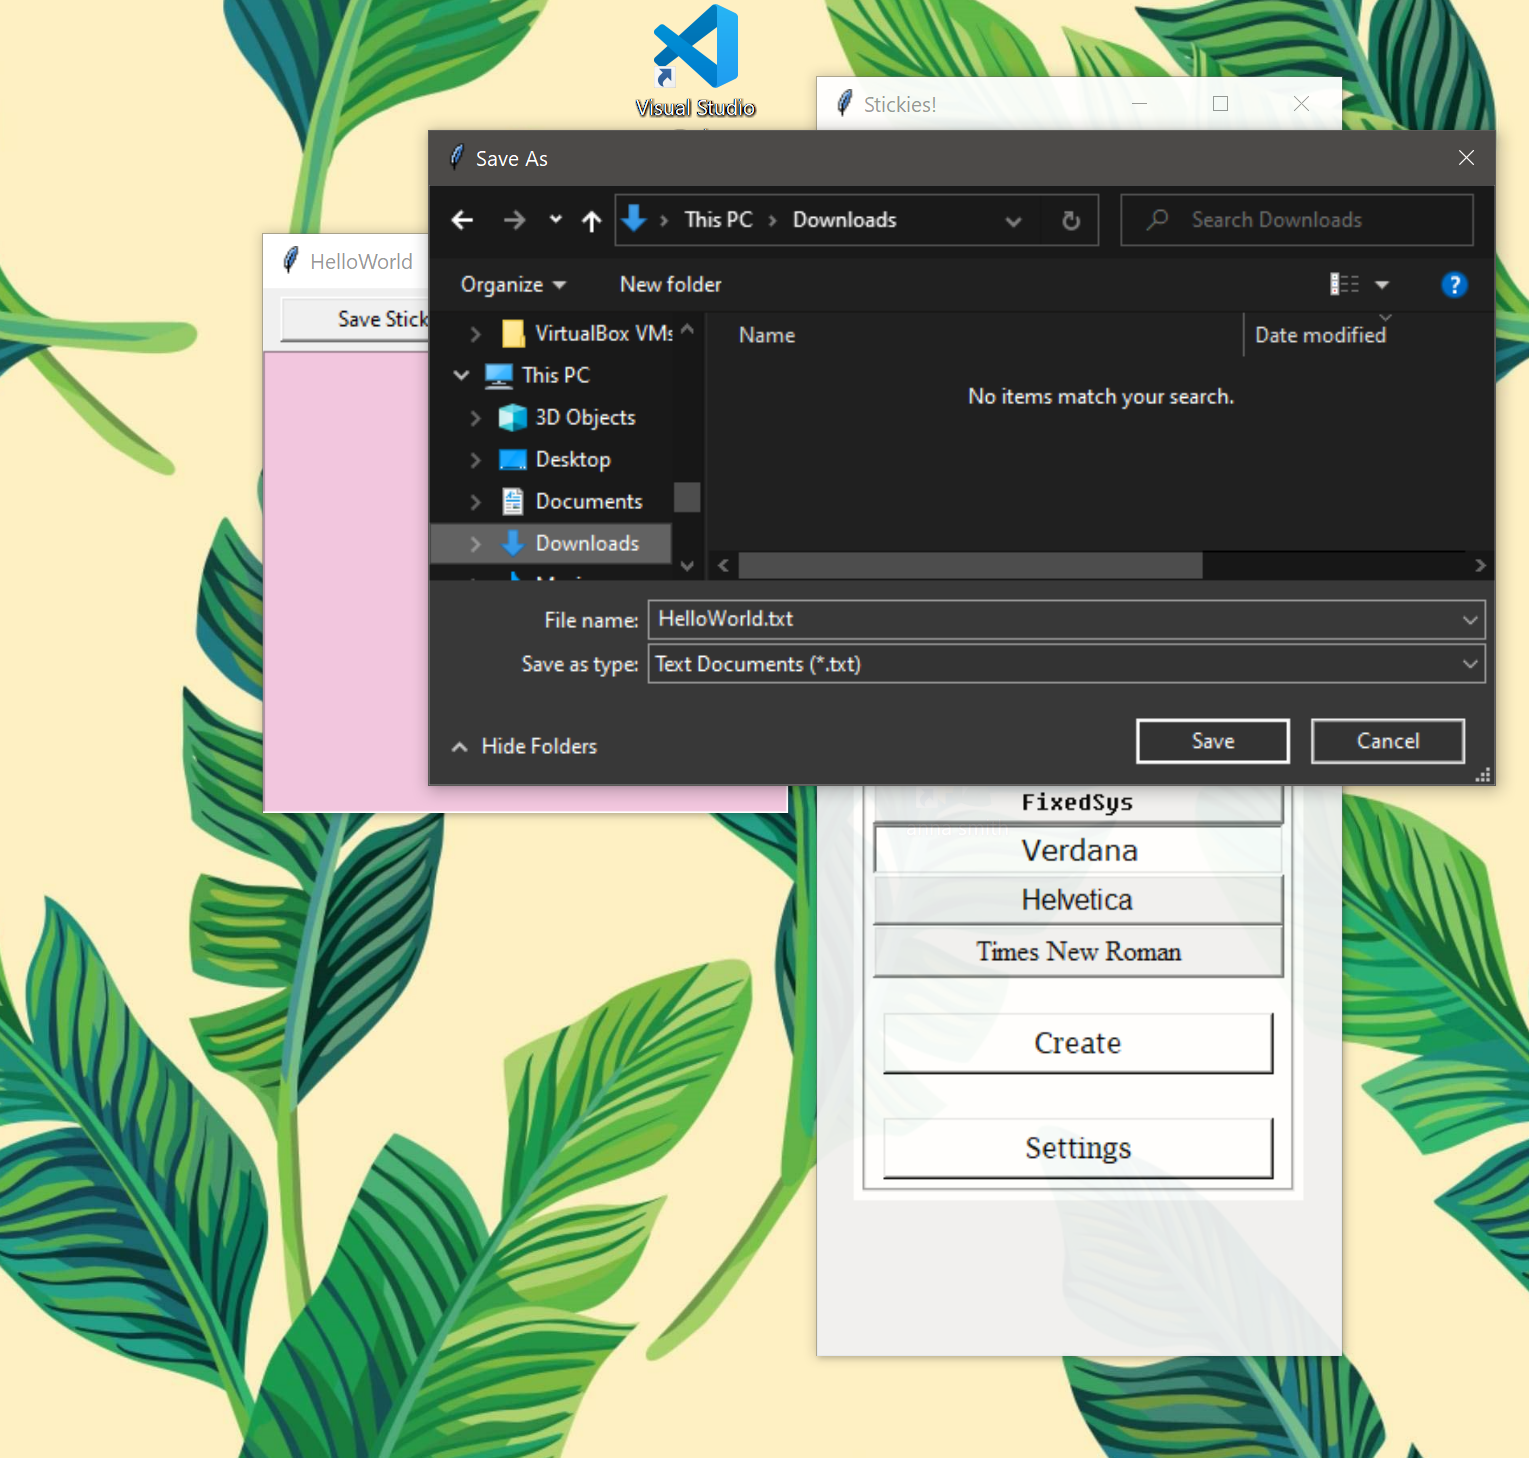 Visual Studio
Stickies!
Save As
This PC
Downloads
Search Downloads
HelloWorld
Organize
New folder
?
Save Stick
VirtualBox VMs
Name
Date modified
This PC
No items match your search.
3D Objects
Desktop
Documents
Downloads
File name:
HelloWorld.txt
Save as type:
Text Documents (*.txt)
Hide Folders
Save
Cancel
FixedSys
Verdana
Helvetica
Times New Roman
Create
Settings